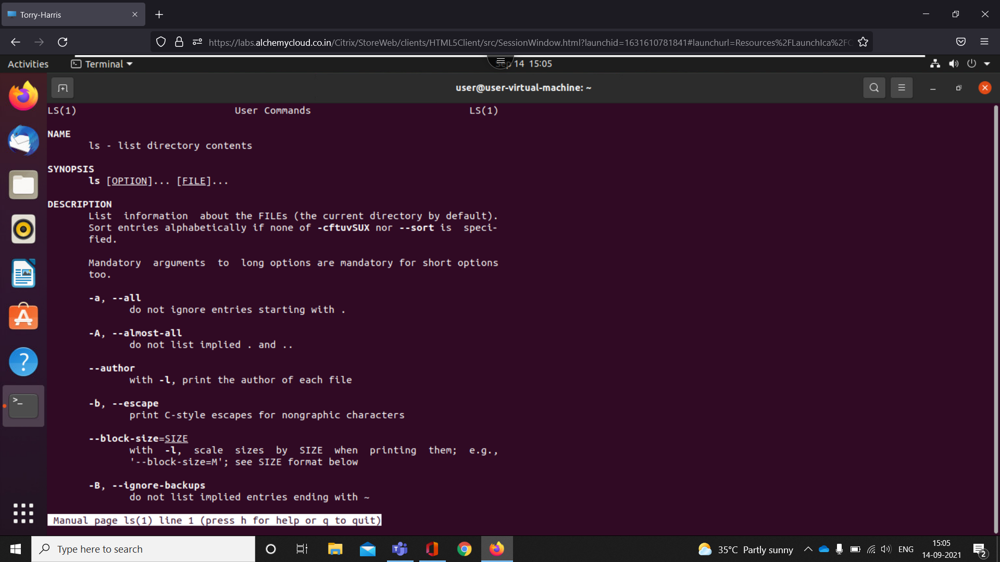 Torry-Harris
https://labs.alchemycloud.co.in/Citrix/StoreWeb/clients/HTML5Client/src/SessionWindow.html?launchid=1631610781841#launchurl=Resources%2FLaunchIca%2FC
Activities Terminal Sep 14 15:05
user@user-virtual-machine: ~
LS(1) User Commands LS(1)
NAME
ls - list directory contents
SYNOPSIS
ls [OPTION]... [FILE]...
DESCRIPTION
List information about the FILEs (the current directory by default).
Sort entries alphabetically if none of -cftuvSUX nor --sort is speci-
fied.
Mandatory arguments to long options are mandatory for short options
too.
-a, --all
do not ignore entries starting with .
-A, --almost-all
do not list implied . and ..
--author
with -l, print the author of each file
-b, --escape
print C-style escapes for nongraphic characters
--block-size=SIZE
with -l, scale sizes by SIZE when printing them; e.g.,
'--block-size=M'; see SIZE format below
-B, --ignore-backups
do not list implied entries ending with ~
Manual page ls(1) line 1 (press h for help or q to quit)
Type here to search
35°C Partly sunny
ENG
15:05
14-09-2021
2